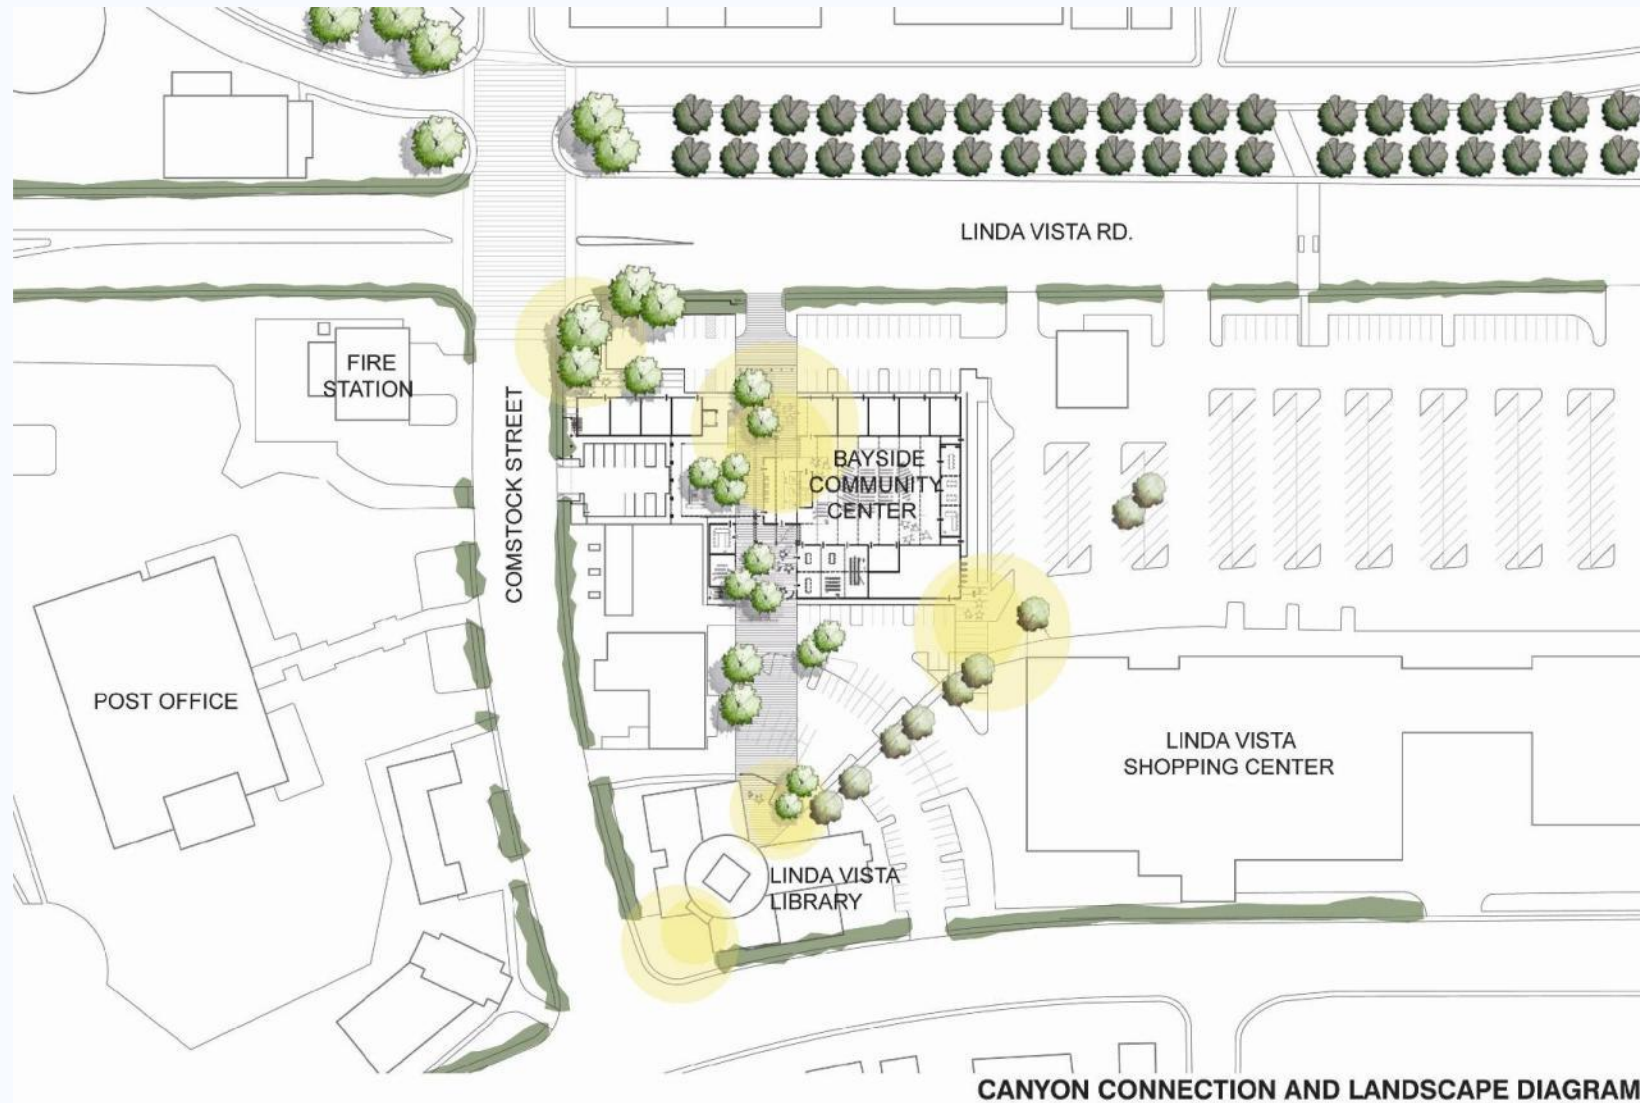 LINDA VISTA RD.
FIRE
STATION
COMSTOCK STREET
BAYSIDE
COMMUNITY
CENTER
POST OFFICE
LINDA VISTA
SHOPPING CENTER
LINDA VISTA
LIBRARY
CANYON CONNECTION AND LANDSCAPE DIAGRAM